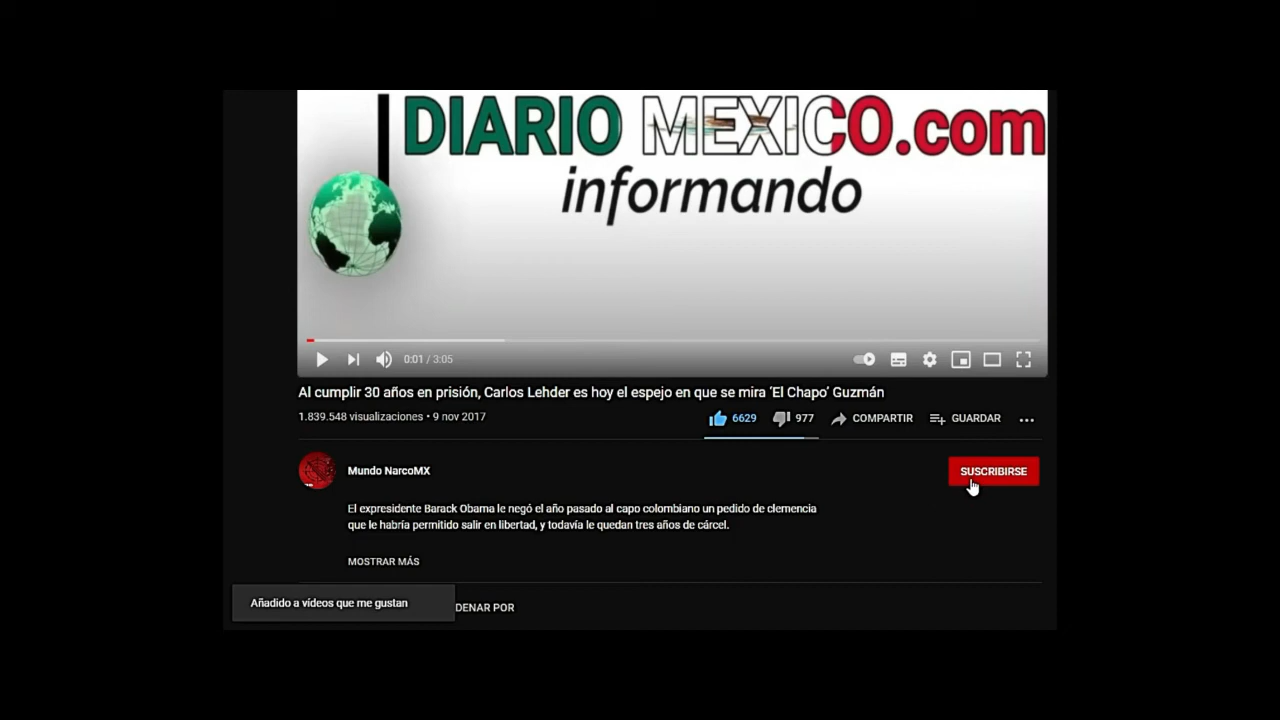 DIARIO MEXICO.com
informando
0:01 / 3:05
Al cumplir 30 años en prisión, Carlos Lehder es hoy el espejo en que se mira ‘El Chapo’ Guzmán
1.839.548 visualizaciones • 9 nov 2017
6629 977 COMPARTIR GUARDAR
Mundo NarcoMX
SUSCRIBIRSE
El expresidente Barack Obama le negó el año pasado al capo colombiano un pedido de clemencia
que le habría permitido salir en libertad, y todavía le quedan tres años de cárcel.
MOSTRAR MÁS
Añadido a vídeos que me gustan
DENAR POR